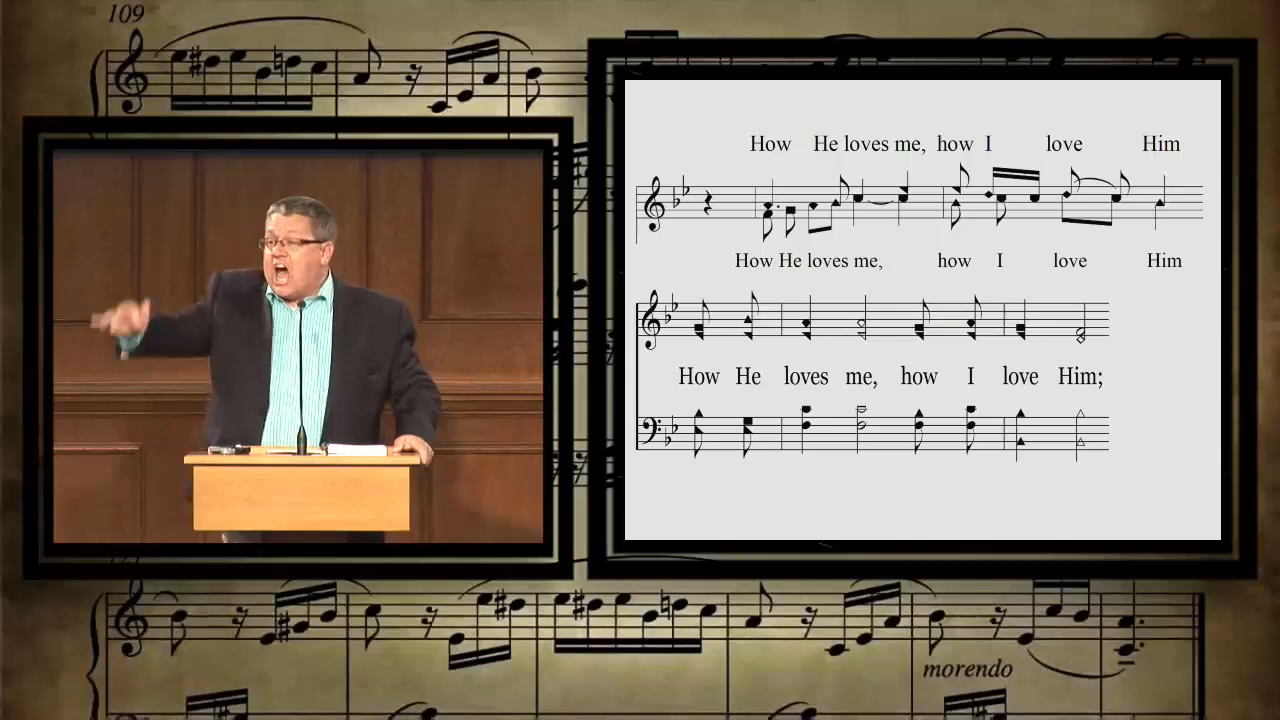 109
How He loves me, how I love Him
How He loves me, how I love Him
How He loves me, how I love Him;
morendo